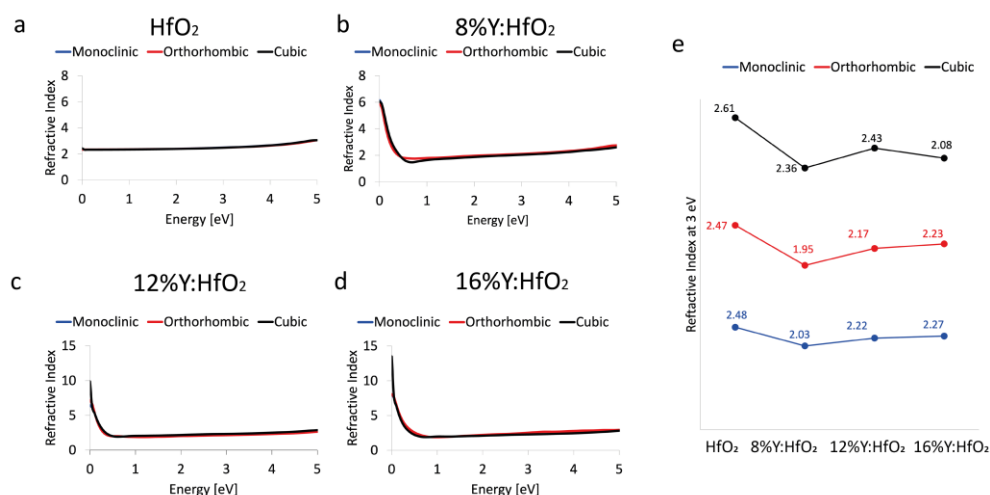 a
HfO₂
Monoclinic Orthorhombic Cubic
Refractive Index
8
6
4
2
0
0 1 2 3 4 5
Energy [eV]
b
8%Y:HfO₂
Monoclinic Orthorhombic Cubic
Refractive Index
8
6
4
2
0
0 1 2 3 4 5
Energy [eV]
c
12%Y:HfO₂
Monoclinic Orthorhombic Cubic
Refractive Index
15
10
5
0
0 1 2 3 4 5
Energy [eV]
d
16%Y:HfO₂
Monoclinic Orthorhombic Cubic
Refractive Index
15
10
5
0
0 1 2 3 4 5
Energy [eV]
e
Monoclinic Orthorhombic Cubic
Reftactive Index at 3 eV
2.61
2.36
2.43
2.08
2.47
1.95
2.17
2.23
2.48
2.03
2.22
2.27
HfO₂ 8%Y:HfO₂ 12%Y:HfO₂ 16%Y:HfO₂